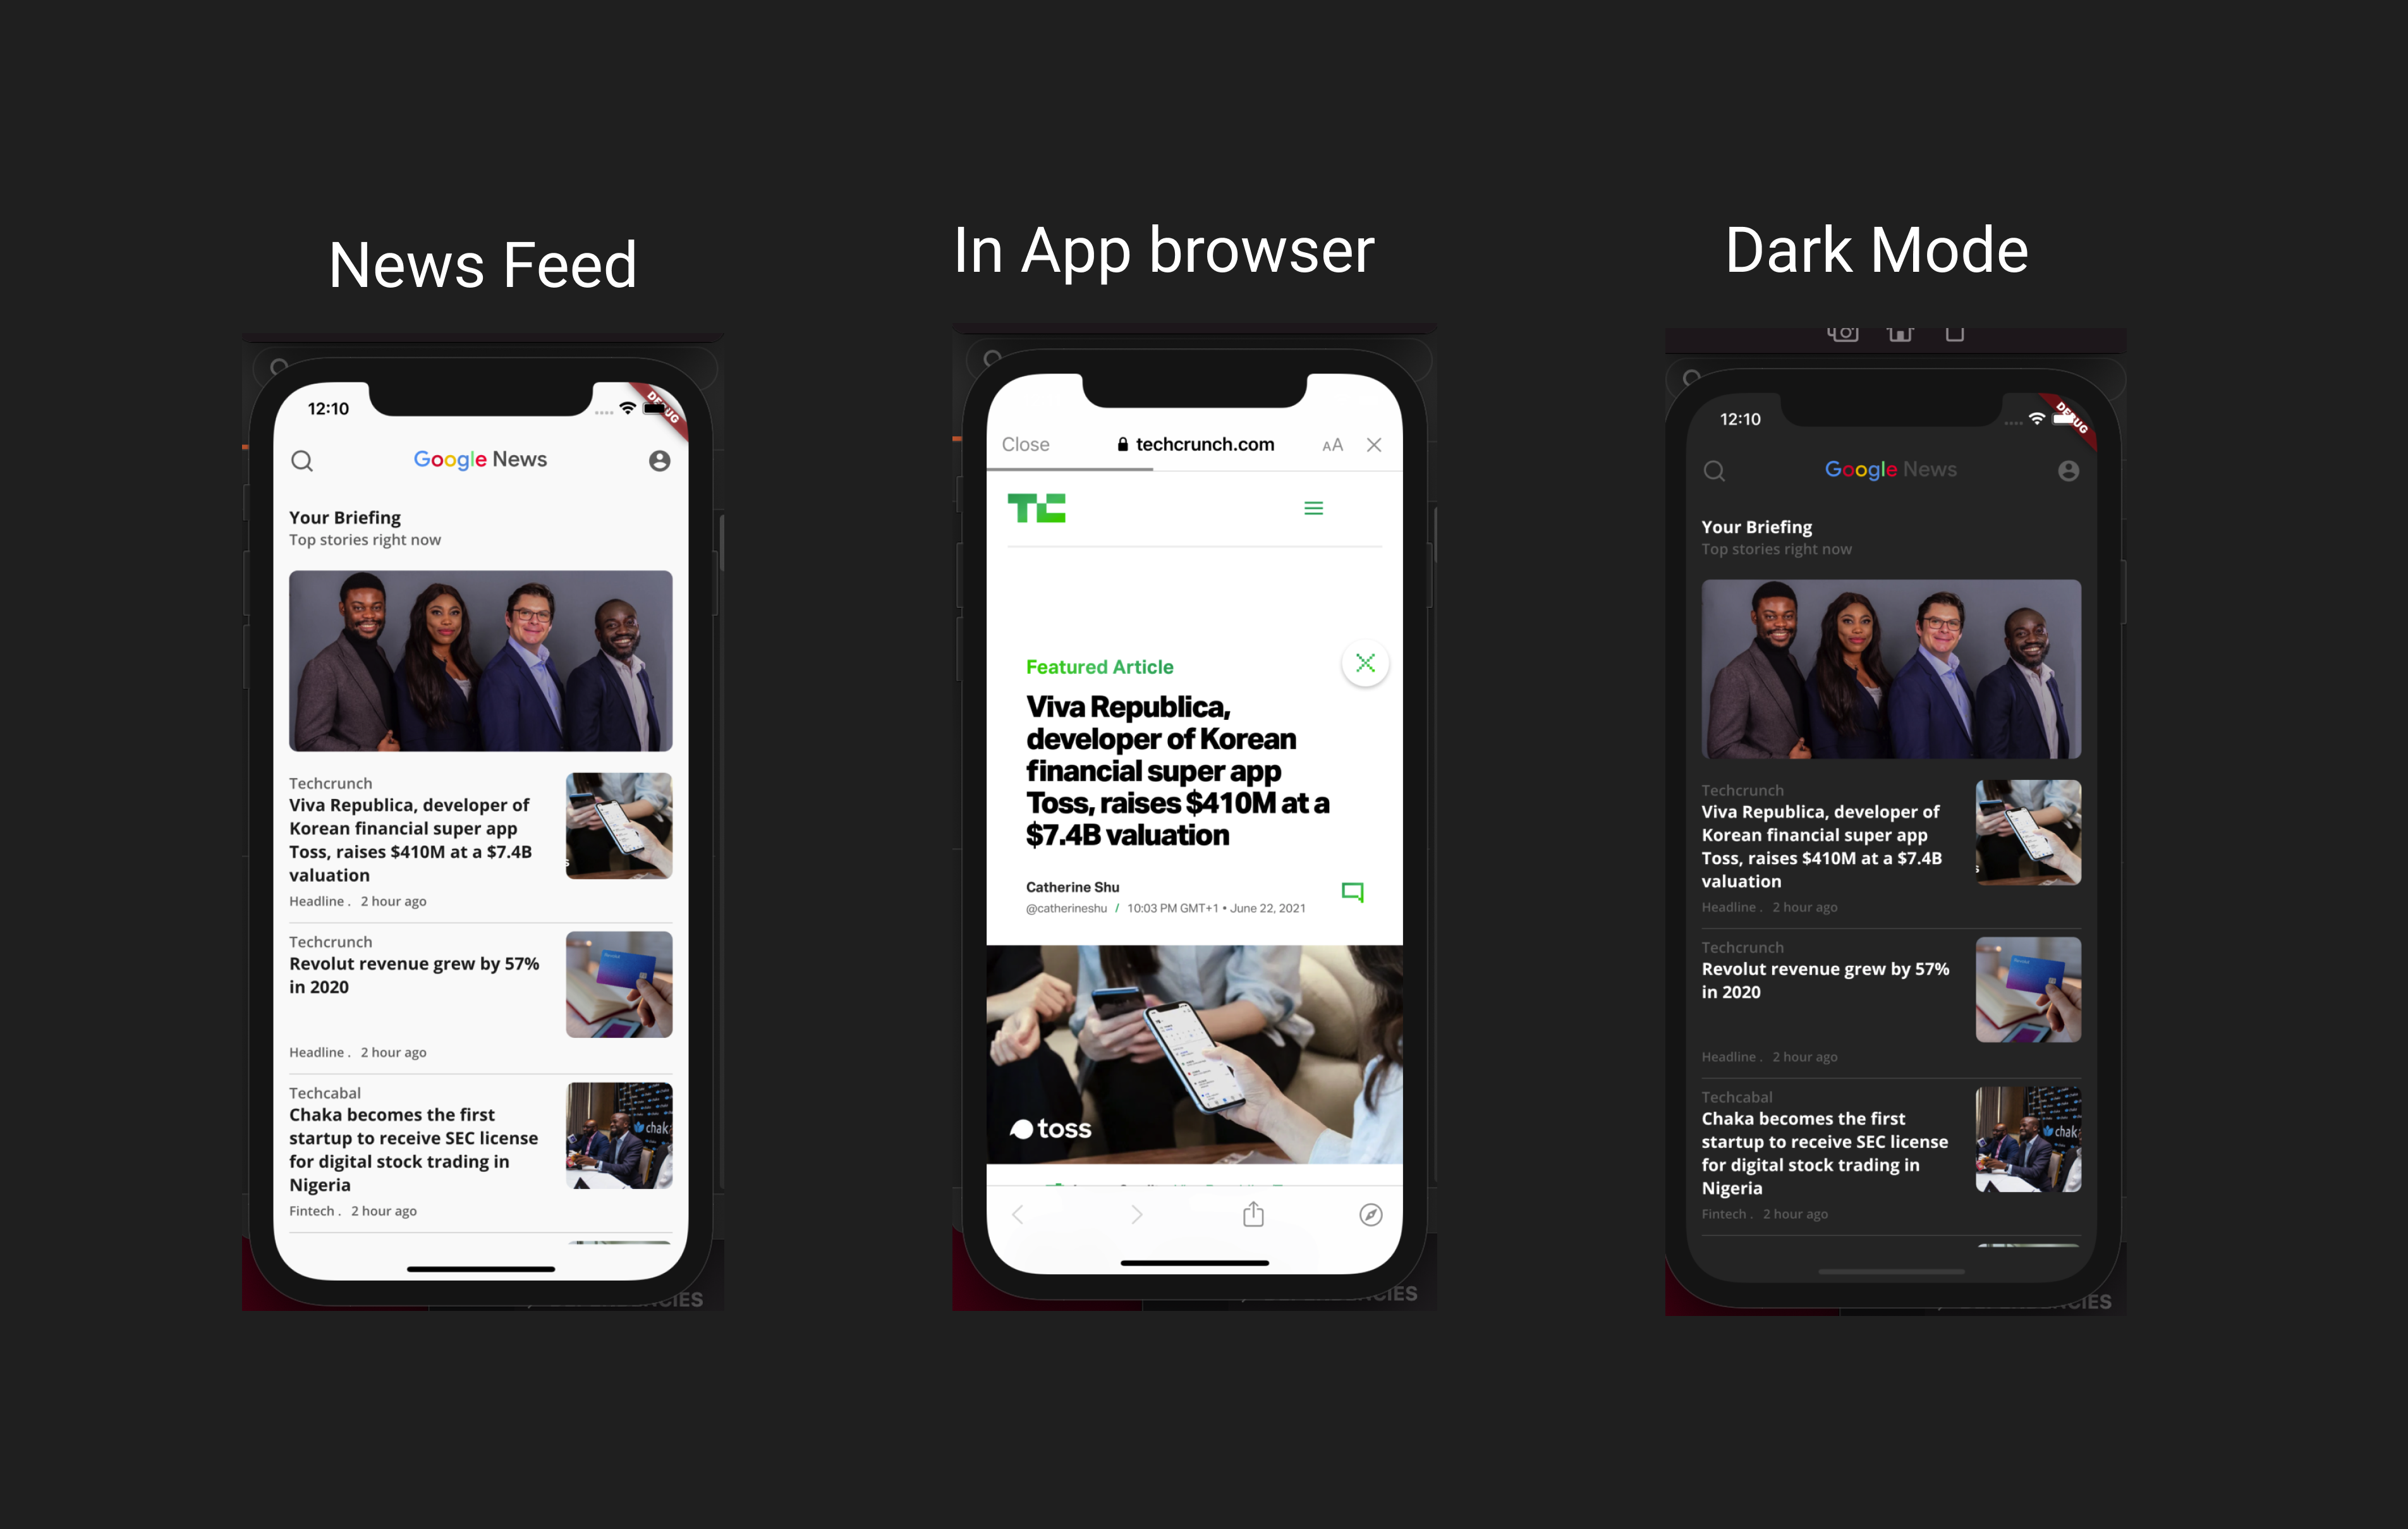 News Feed
12:10
DEBUG
Google News
Your Briefing
Top stories right now
Techcrunch
Viva Republica, developer of
Korean financial super app
Toss, raises $410M at a $7.4B
valuation
Headline . 2 hour ago
Techcrunch
Revolut revenue grew by 57%
in 2020
Headline . 2 hour ago
Techcabal
Chaka becomes the first
startup to receive SEC license
for digital stock trading in
Nigeria
chaka
Fintech . 2 hour ago
In App browser
Close
techcrunch.com
AA
TC
Featured Article
Viva Republica,
developer of Korean
financial super app
Toss, raises $410M at a
$7.4B valuation
Catherine Shu
@catherineshu / 10:03 PM GMT+1 • June 22, 2021
toss
Dark Mode
12:10
DEBUG
Google News
Your Briefing
Top stories right now
Techcrunch
Viva Republica, developer of
Korean financial super app
Toss, raises $410M at a $7.4B
valuation
Headline . 2 hour ago
Techcrunch
Revolut revenue grew by 57%
in 2020
Headline . 2 hour ago
Techcabal
Chaka becomes the first
startup to receive SEC license
for digital stock trading in
Nigeria
chaka
Fintech . 2 hour ago